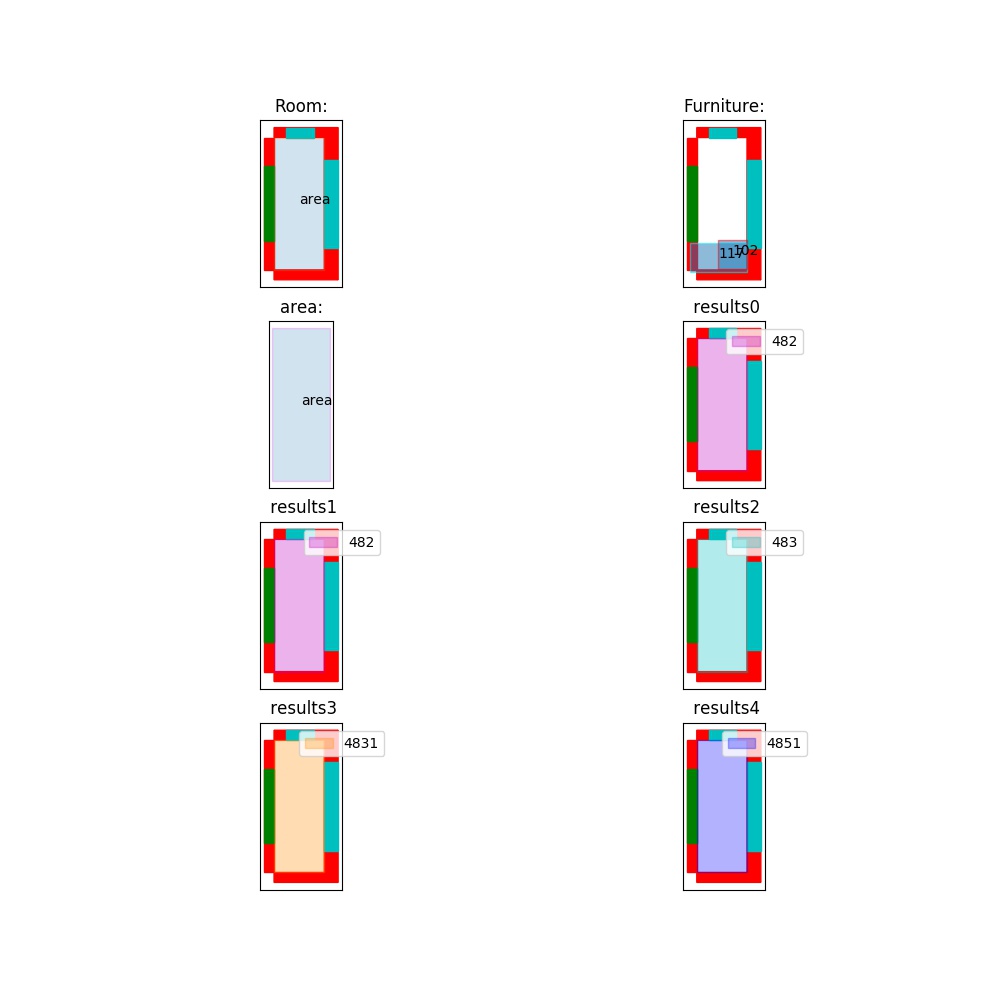 Room:
Furniture:
area
117
102
area:
results0
area
482
results1
results2
482
483
results3
results4
4831
4851